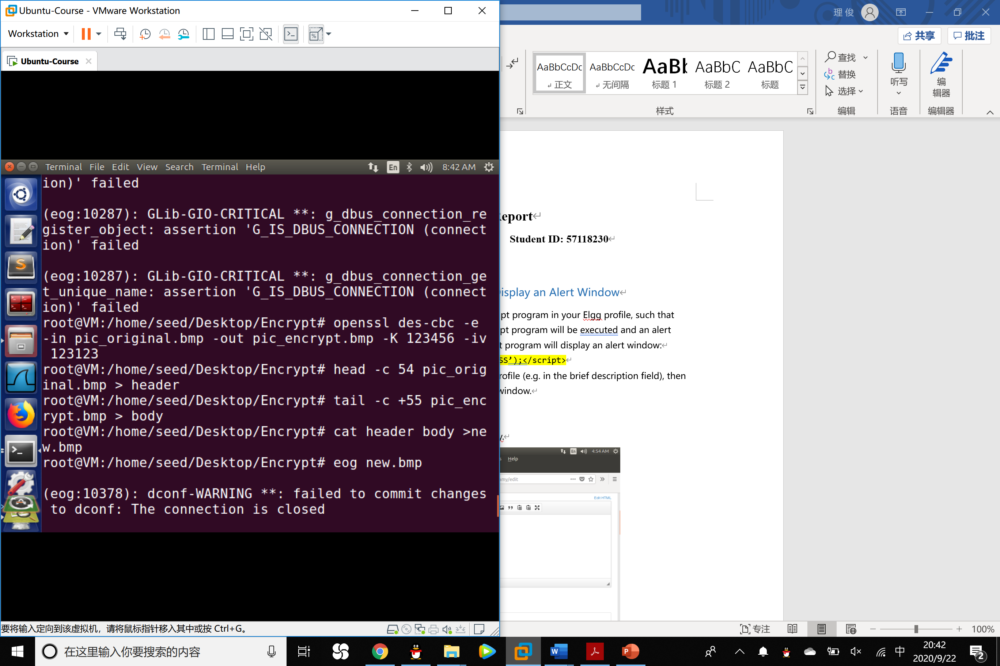 Ubuntu-Course - VMware Workstation
理 俊
Workstation
共享
批注
Ubuntu-Course
AaBbCcDc
AaBbCcDc
AaBl
AaBbC
AaBbC
正文
无间隔
标题 1
标题 2
标题
查找
替换
选择
听写
编
辑器
样式
编辑
语音
编辑器
Terminal File Edit View Search Terminal Help
En
8:42 AM
ion)' failed
(eog:10287): GLib-GIO-CRITICAL **: g_dbus_connection_re
gister_object: assertion 'G_IS_DBUS_CONNECTION (connect
ion)' failed
(eog:10287): GLib-GIO-CRITICAL **: g_dbus_connection_ge
t_unique_name: assertion 'G_IS_DBUS_CONNECTION (connect
ion)' failed
root@VM:/home/seed/Desktop/Encrypt# openssl des-cbc -e
-in pic_original.bmp -out pic_encrypt.bmp -K 123456 -iv
123123
root@VM:/home/seed/Desktop/Encrypt# head -c 54 pic_orig
inal.bmp > header
root@VM:/home/seed/Desktop/Encrypt# tail -c +55 pic_enc
rypt.bmp > body
root@VM:/home/seed/Desktop/Encrypt# cat header body >ne
w.bmp
root@VM:/home/seed/Desktop/Encrypt# eog new.bmp
(eog:10378): dconf-WARNING **: failed to commit changes
to dconf: The connection is closed
eport
Student ID: 57118230
isplay an Alert Window
pt program in your Elgg profile, such that
pt program will be executed and an alert
t program will display an alert window:
SS’);</script>
rofile (e.g. in the brief description field), then
window.
y.
En
4:54 AM
s Help
amy/edit
Edit HTML
要将输入定向到该虚拟机，请将鼠标指针移入其中或按 Ctrl+G。
专注
100%
在这里输入你要搜索的内容
中
20:42
2020/9/22
2